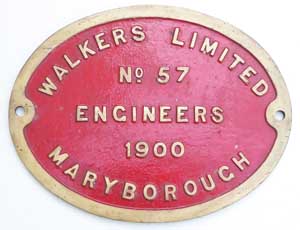 WALKERS LIMITED
No 57
ENGINEERS
1900
MARYBOROUGH